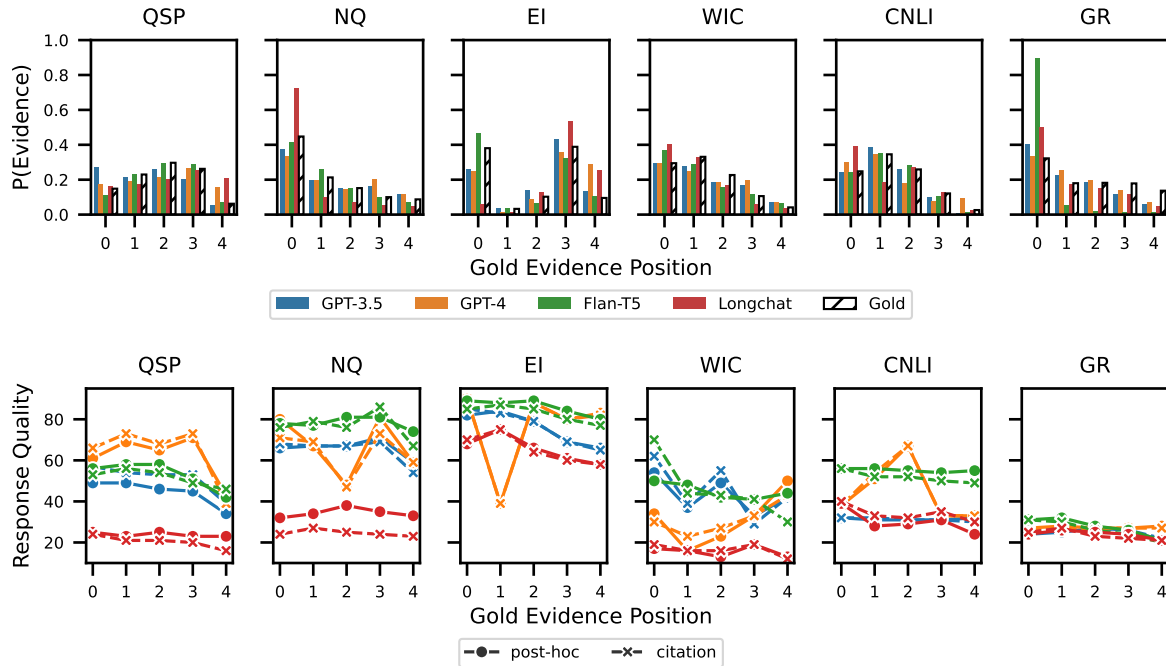 QSP NQ EI WIC CNLI GR
P(Evidence)
1.0
0.8
0.6
0.4
0.2
0.0
0 1 2 3 4 0 1 2 3 4 0 1 2 3 4 0 1 2 3 4 0 1 2 3 4 0 1 2 3 4
Gold Evidence Position
GPT-3.5 GPT-4 Flan-T5 Longchat Gold
QSP NQ EI WIC CNLI GR
Response Quality
80
60
40
20
0 1 2 3 4 0 1 2 3 4 0 1 2 3 4 0 1 2 3 4 0 1 2 3 4 0 1 2 3 4
Gold Evidence Position
post-hoc citation